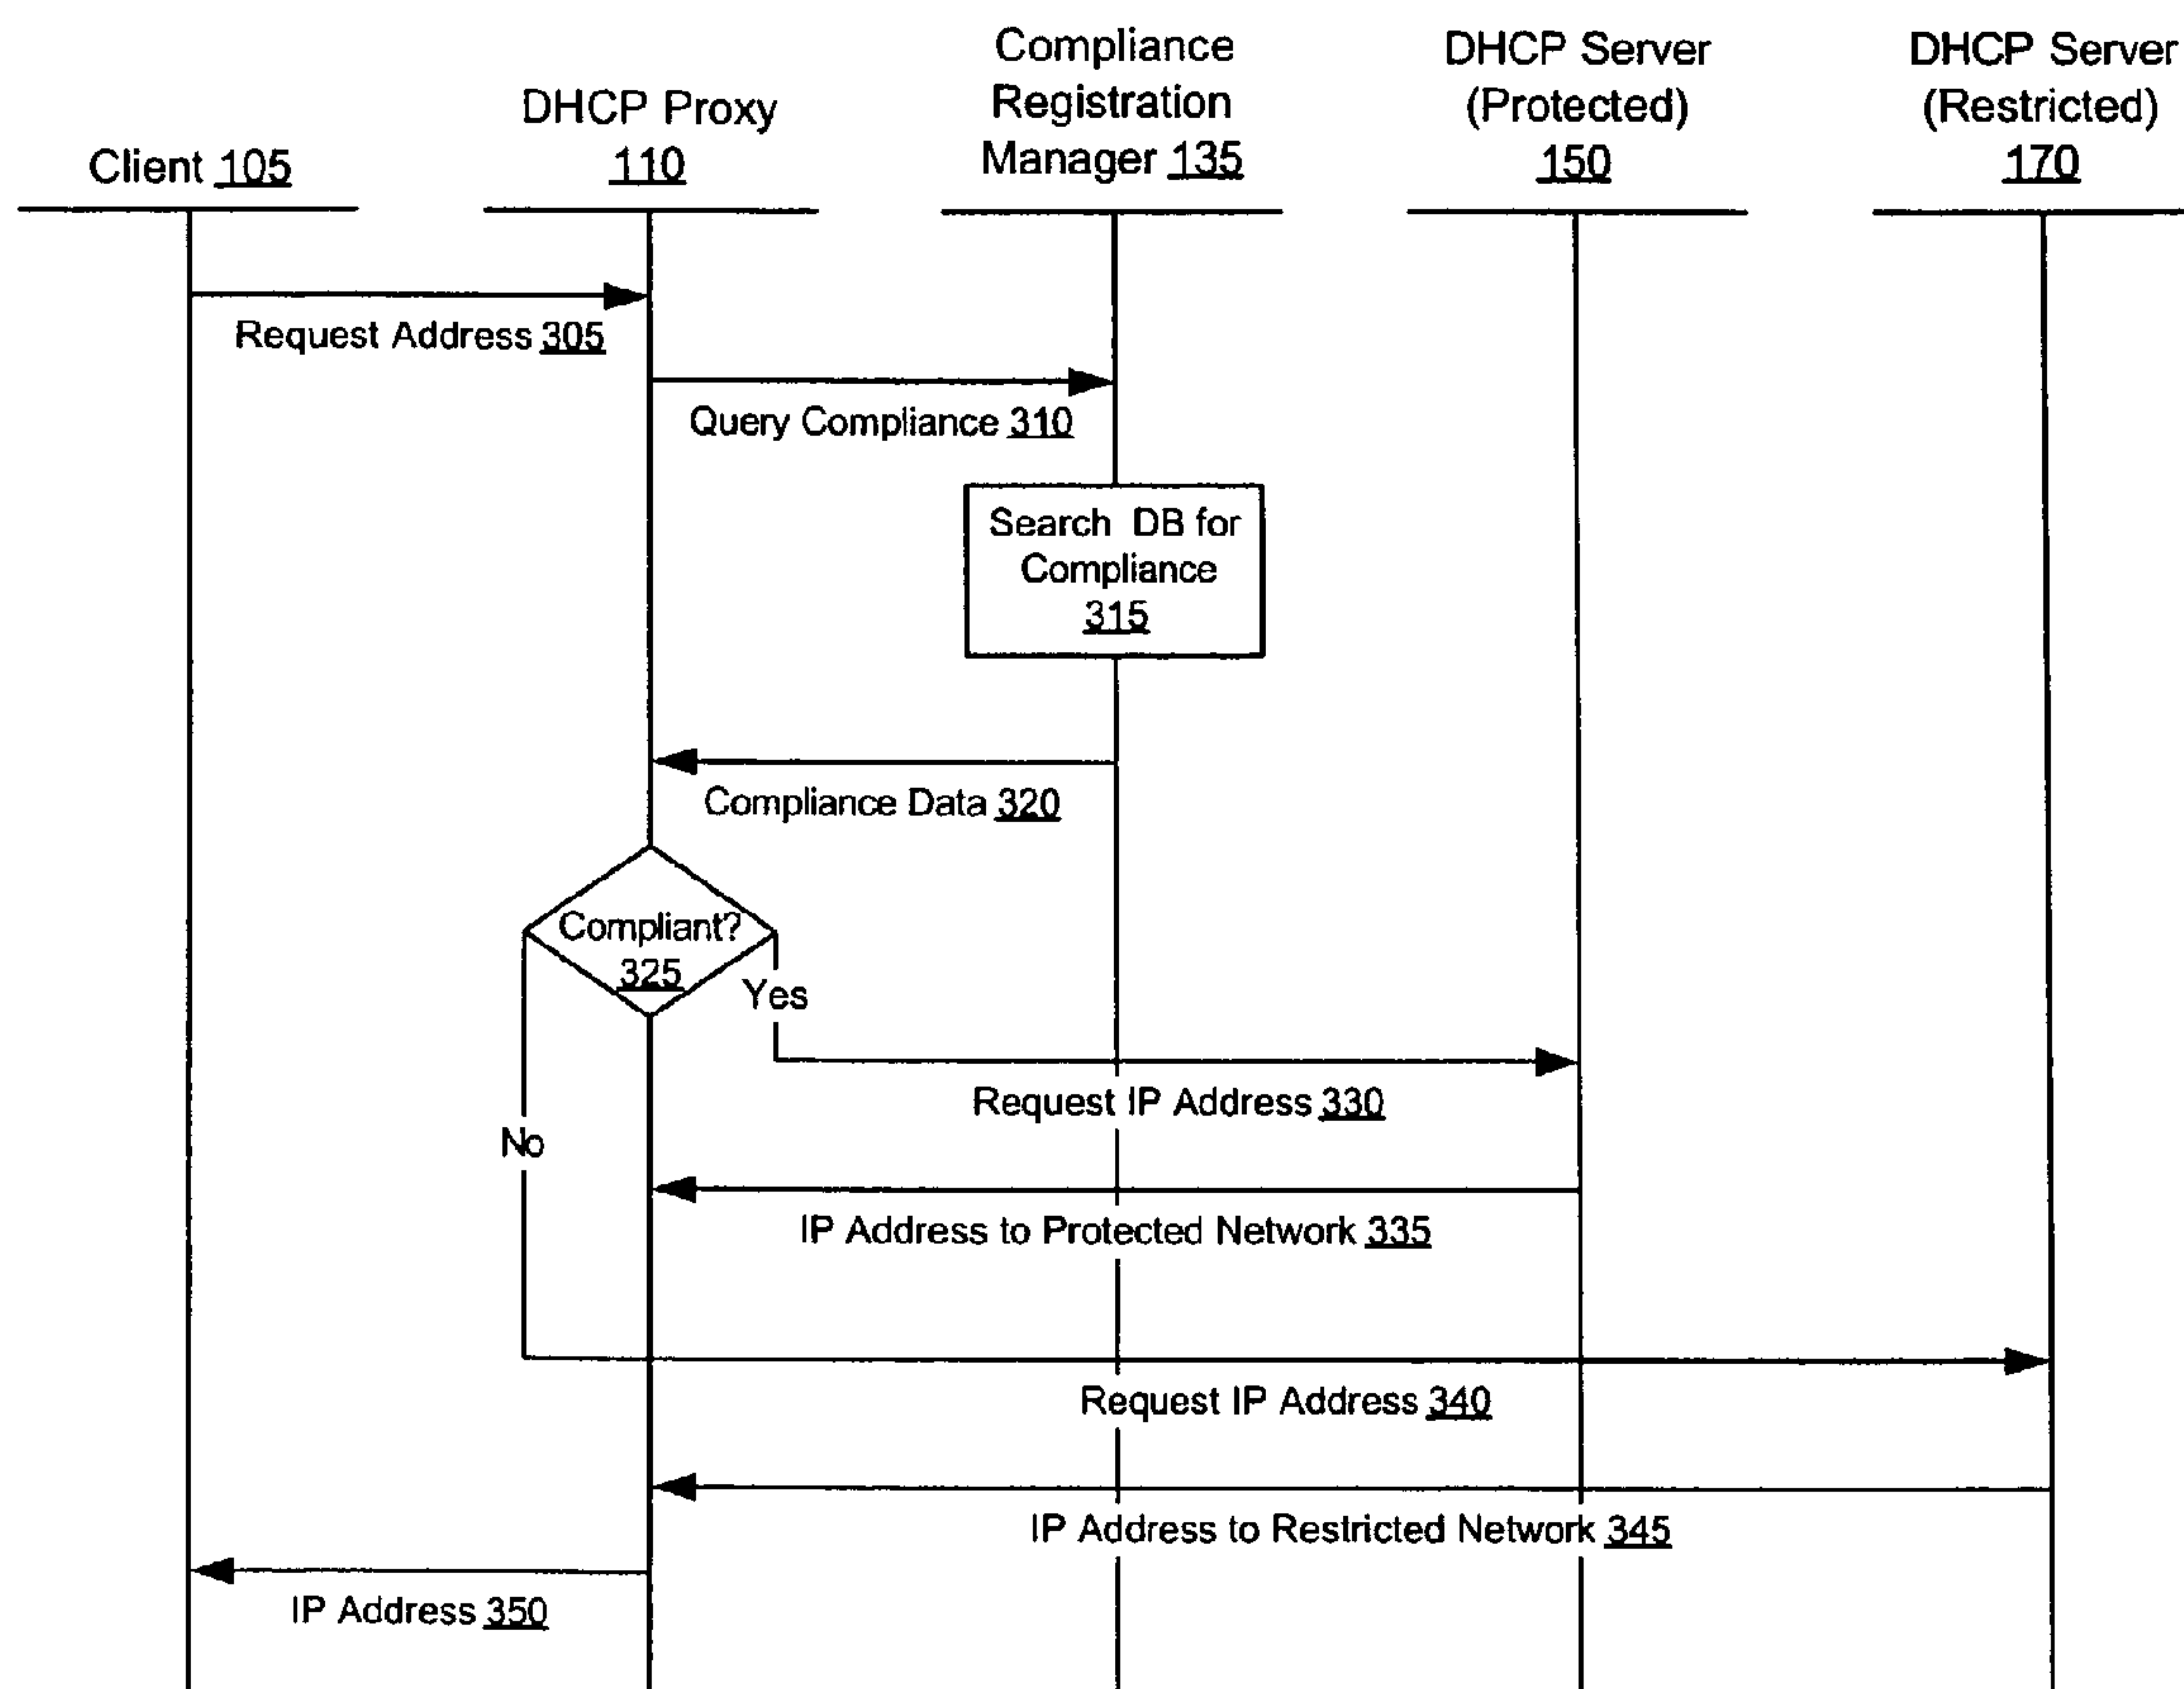 Client 105
DHCP Proxy
110
Compliance
Registration
Manager 135
DHCP Server
(Protected)
150
DHCP Server
(Restricted)
170
Request Address 305
Query Compliance 310
Search DB for
Compliance
315
Compliance Data 320
Compliant?
325
Yes
Request IP Address 330
No
IP Address to Protected Network 335
Request IP Address 340
IP Address to Restricted Network 345
IP Address 350